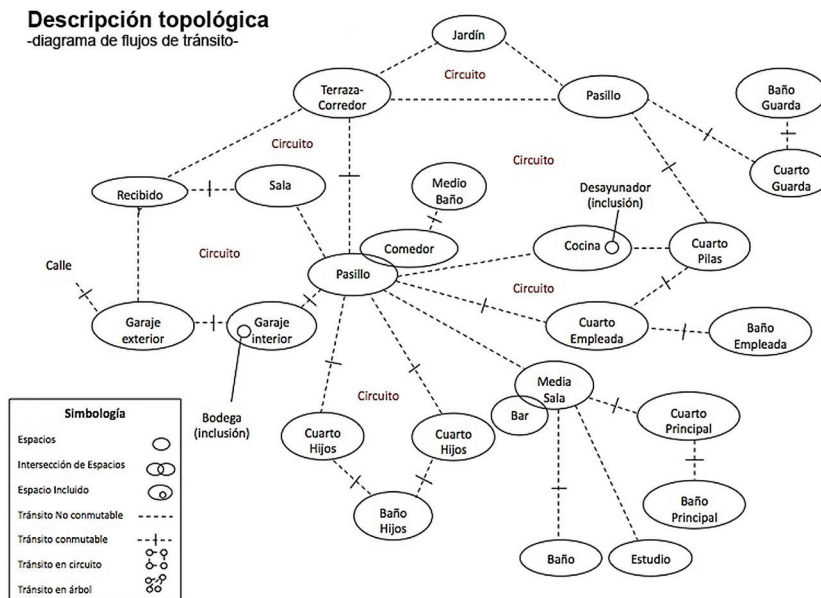 Descripción topológica
-diagrama de flujos de tránsito-
Jardín
Circuito
Terraza-
Corredor
Pasillo
Baño
Guarda
Circuito
Circuito
Cuarto
Guarda
Recibido
Sala
Medio
Baño
Desayunador
(inclusión)
Comedor
Cocina
Cuarto
Pilas
Circuito
Calle
Pasillo
Circuito
Garaje
exterior
Garaje
interior
Cuarto
Empleada
Baño
Empleada
Bodega
(inclusión)
Circuito
Media
Sala
Bar
Cuarto
Principal
Cuarto
Hijos
Cuarto
Hijos
Baño
Hijos
Baño
Principal
Baño
Estudio
Simbología
Espacios
Intersección de Espacios
Espacio Incluido
Tránsito No conmutable
Tránsito conmutable
Tránsito en circuito
Tránsito en árbol